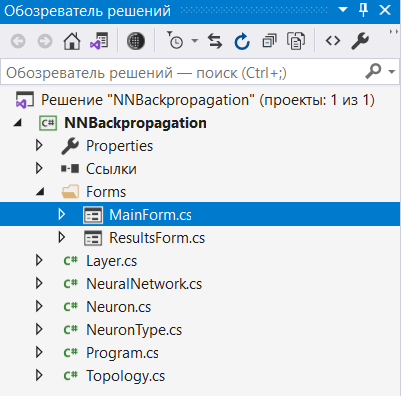 Обозреватель решений
Обозреватель решений — поиск (Ctrl+;)
Решение "NNBackpropagation" (проекты: 1 из 1)
C# NNBackpropagation
Properties
Ссылки
Forms
MainForm.cs
ResultsForm.cs
C# Layer.cs
C# NeuralNetwork.cs
C# Neuron.cs
C# NeuronType.cs
C# Program.cs
C# Topology.cs